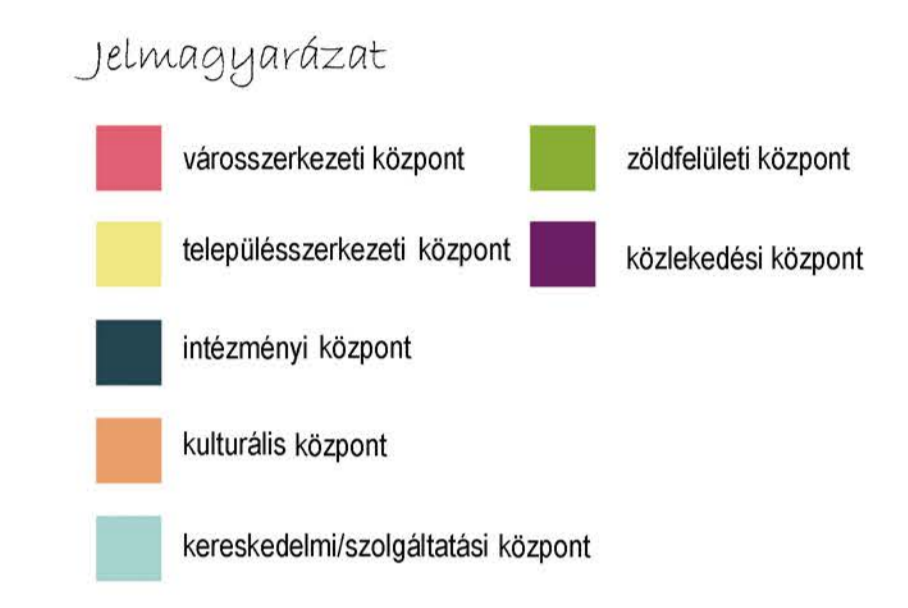 Jelmagyarázat
városszerkezeti központ
településszerkezeti központ
intézményi központ
kulturális központ
kereskedelmi/szolgáltatási központ
zöldfelületi központ
közlekedési központ